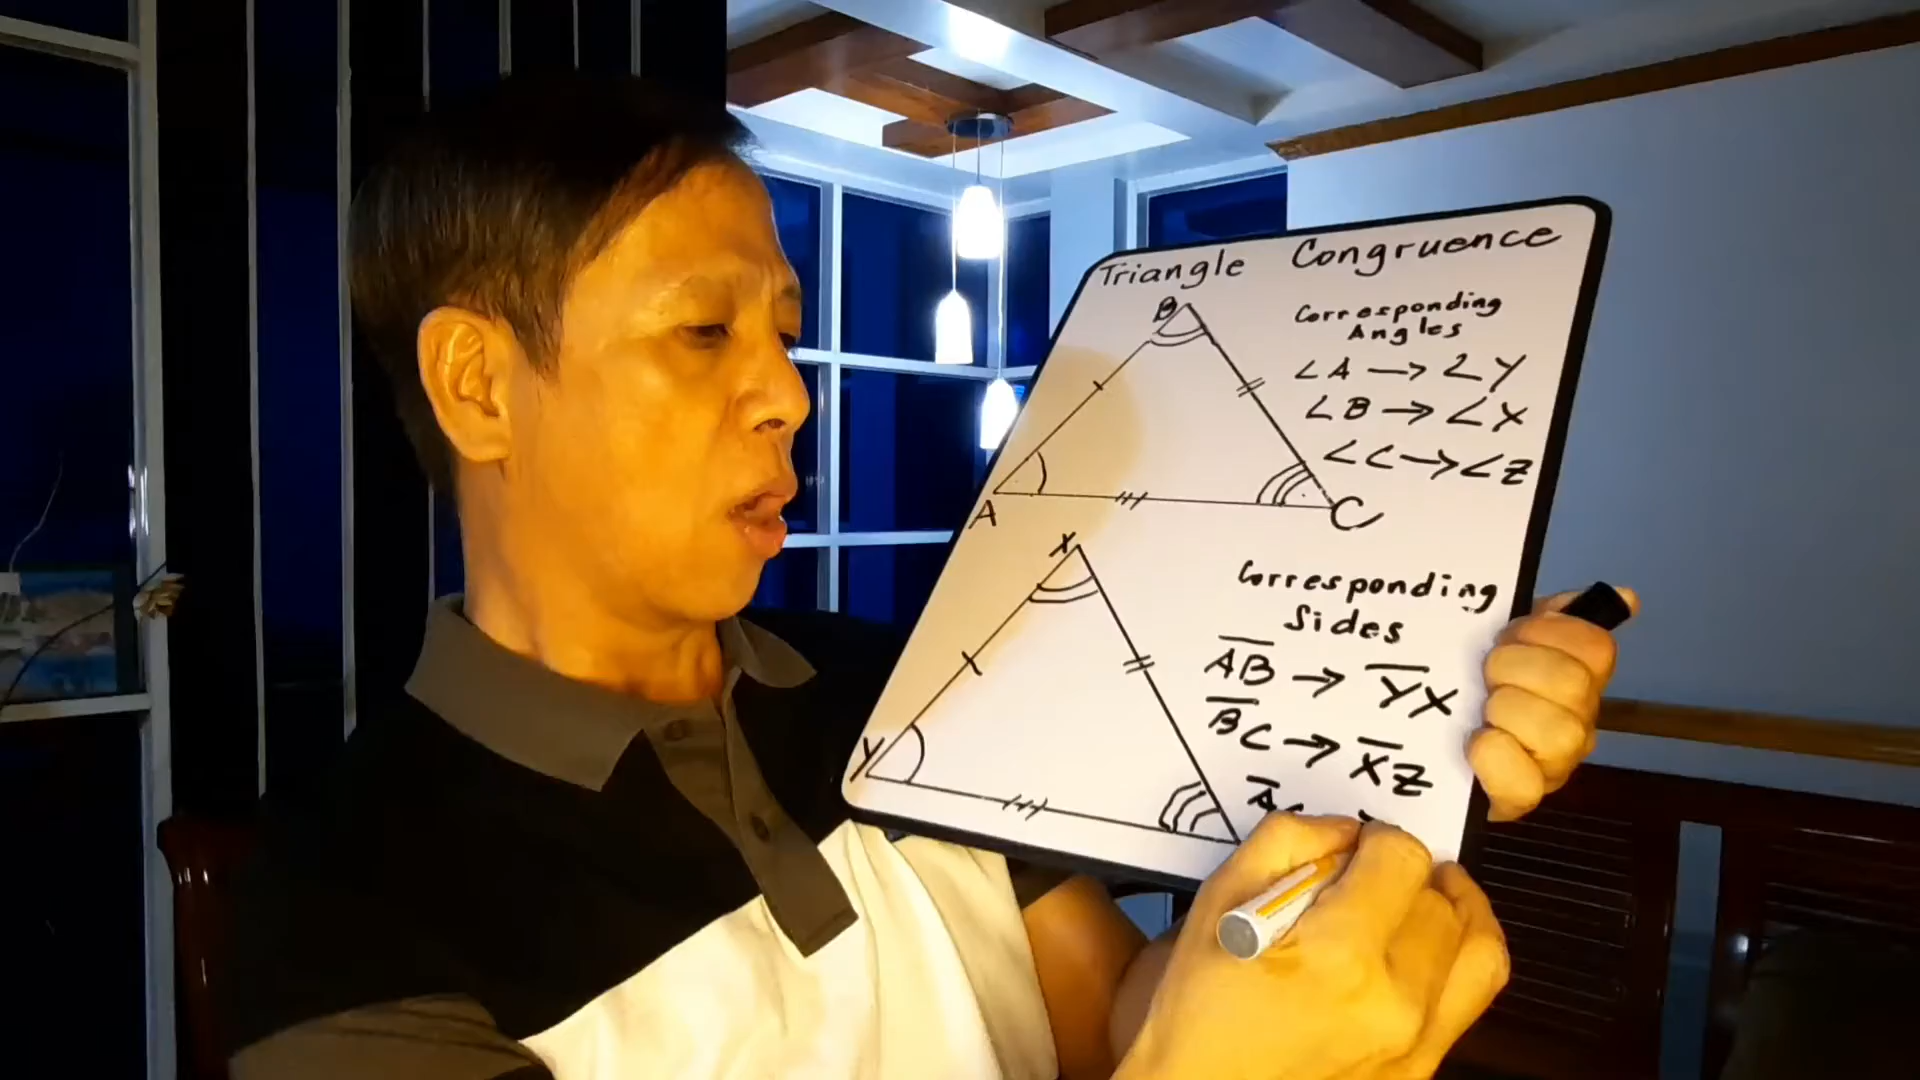 Triangle Congruence
B
A
C
Corresponding
Angles
∠A → ∠Y
∠B → ∠X
∠C → ∠Z
X
Y
Corresponding
Sides
AB → YX
BC → XZ